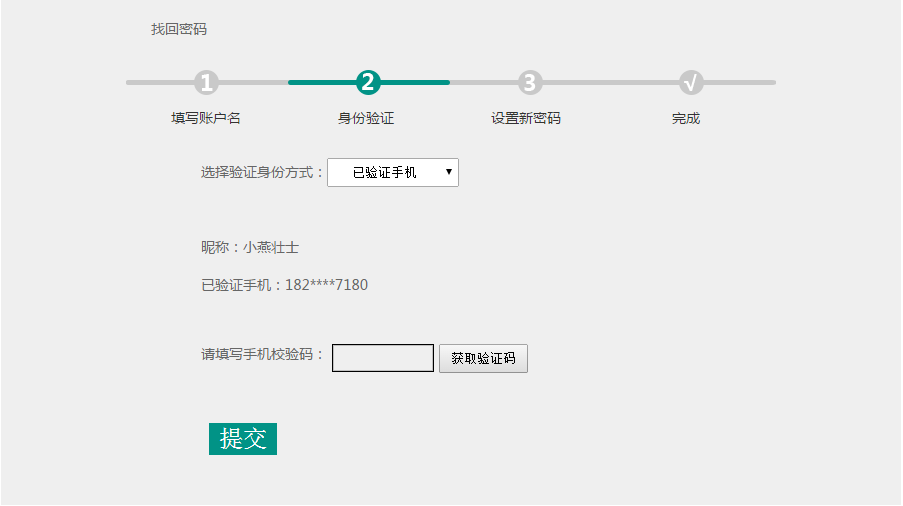 找回密码
1 2 3 √
填写账户名 身份验证 设置新密码 完成
选择验证身份方式：已验证手机
昵称：小燕壮士
已验证手机：182****7180
请填写手机校验码： 获取验证码
提交